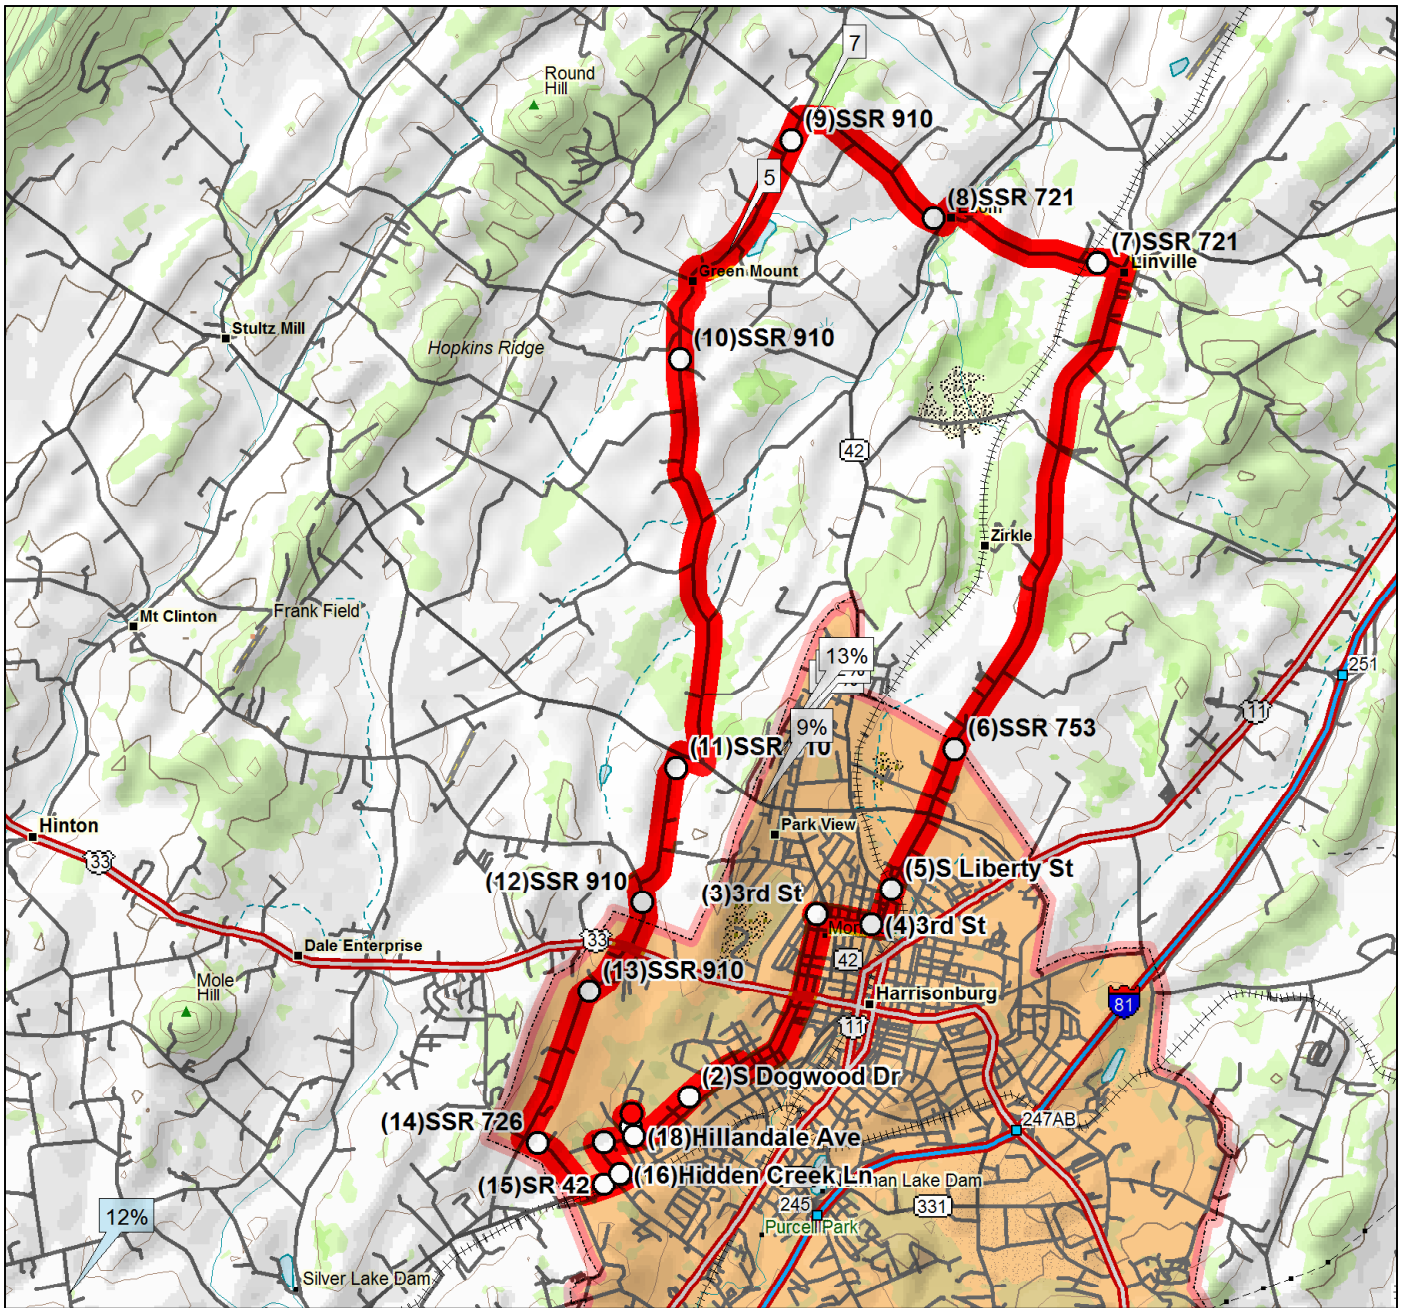 7
Round
Hill
(9)SSR 910
5
(8)SSR 721
(7)SSR 721
Linville
Green Mount
Stultz Mill
Hopkins Ridge
(10)SSR 910
42
Zirkle
Frank Field
Mt Clinton
13%
251
11
9%
(6)SSR 753
(11)SSR
10
Hinton
33
Park View
(5)S Liberty St
(12)SSR 910
(3)3rd St
(4)3rd St
33
Dale Enterprise
42
(13)SSR 910
Mole
Hill
Harrisonburg
81
11
(2)S Dogwood Dr
(14)SSR 726
(18)Hillandale Ave
247AB
(15)SR 42
(16)Hidden Creek Ln
man Lake Dam
245
331
Purcell Park
12%
Silver Lake Dam